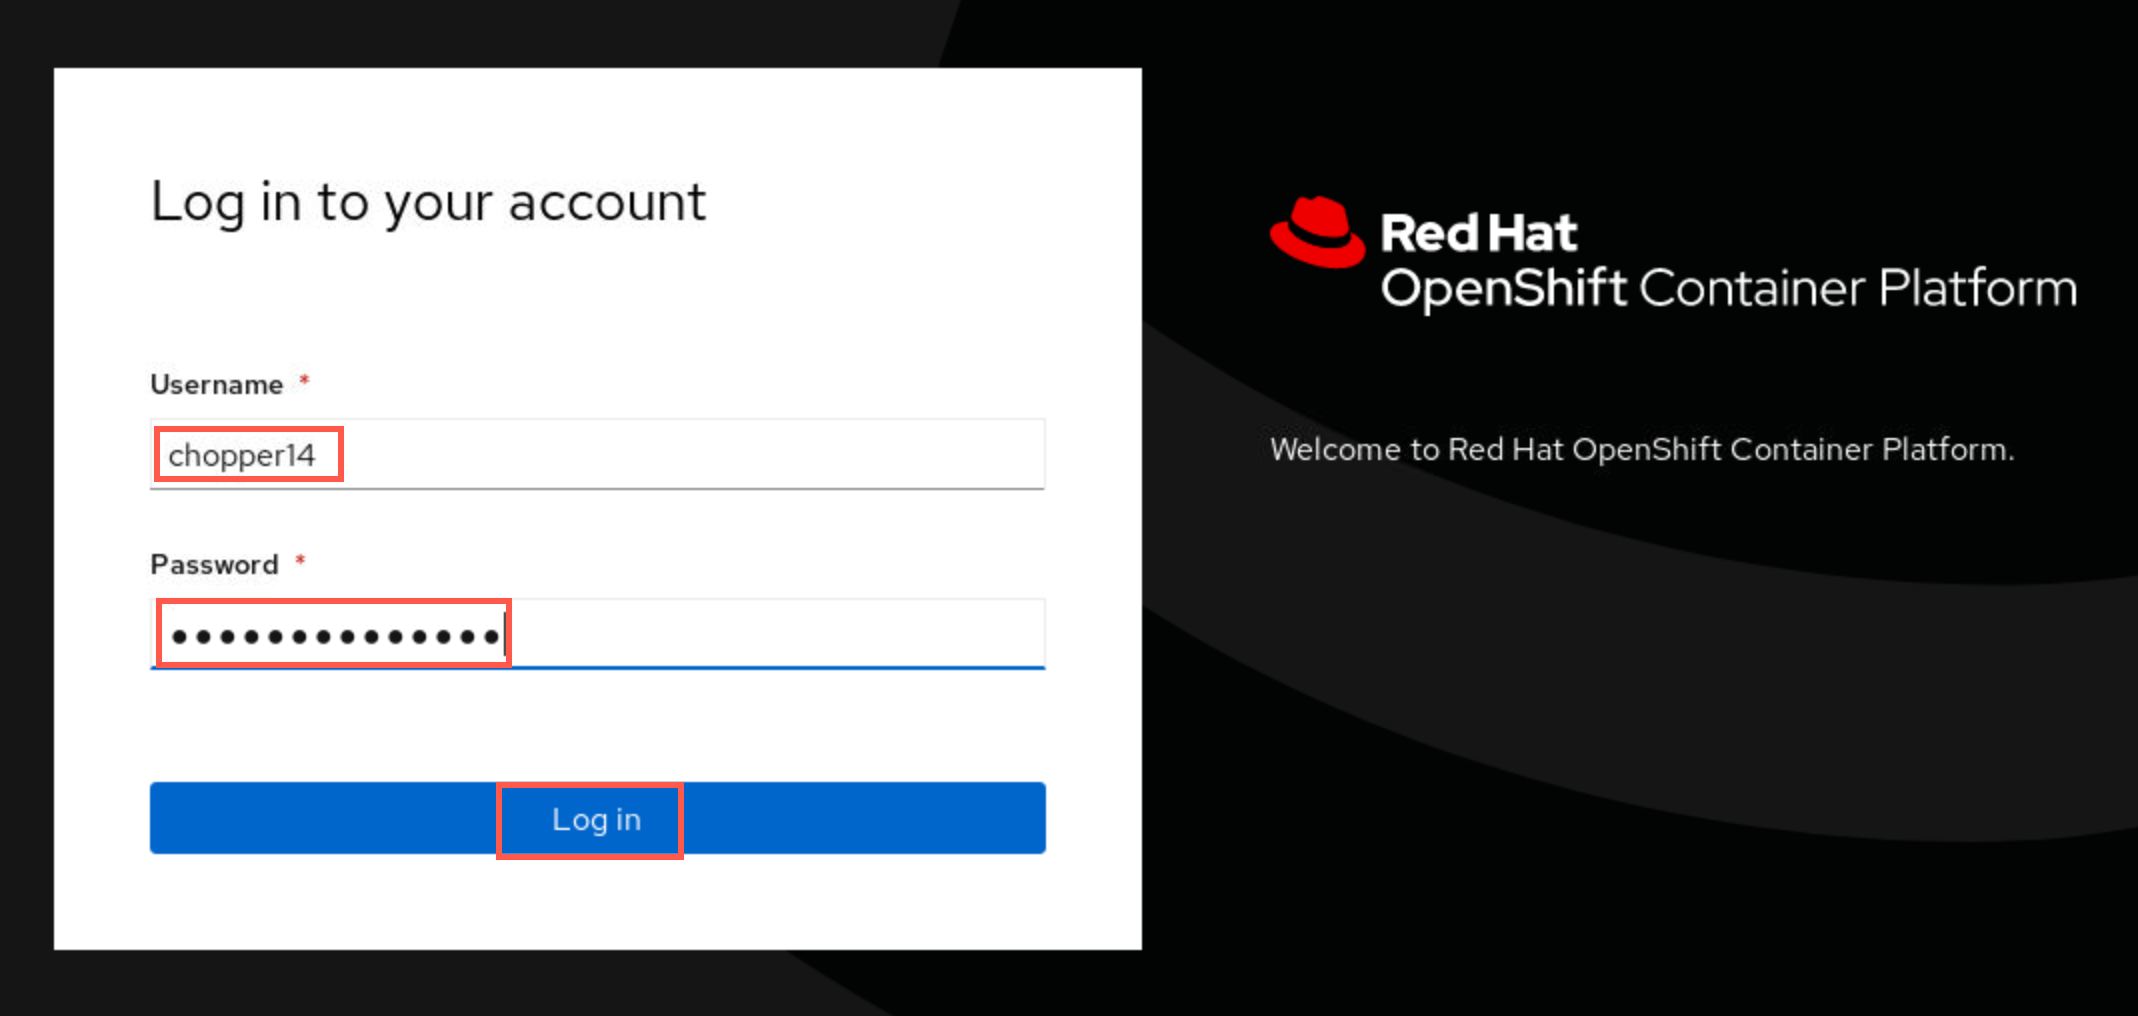 Log in to your account
Username *
chopper14
Password *
●●●●●●●●●●●●●●
Log in
Red Hat
OpenShift Container Platform
Welcome to Red Hat OpenShift Container Platform.